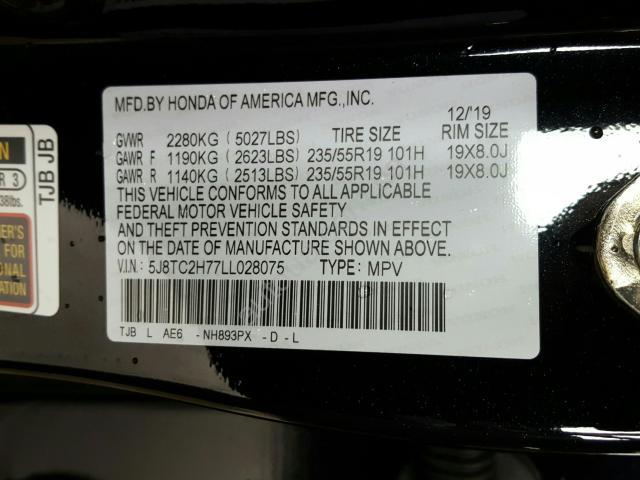 MFD.BY HONDA OF AMERICA MFG.,INC.
12/'19
GVWR 2280KG (5027LBS) TIRE SIZE RIM SIZE
GAWR F 1190KG (2623LBS) 235/55R19 101H 19X8.0J
GAWR R 1140KG (2513LBS) 235/55R19 101H 19X8.0J
THIS VEHICLE CONFORMS TO ALL APPLICABLE
FEDERAL MOTOR VEHICLE SAFETY
AND THEFT PREVENTION STANDARDS IN EFFECT
ON THE DATE OF MANUFACTURE SHOWN ABOVE.
V.I.N.: 5J8TC2H77LL028075 TYPE: MPV
TJB L AE6 - NH893PX - D - L
TJB JB
R 3
38lbs.